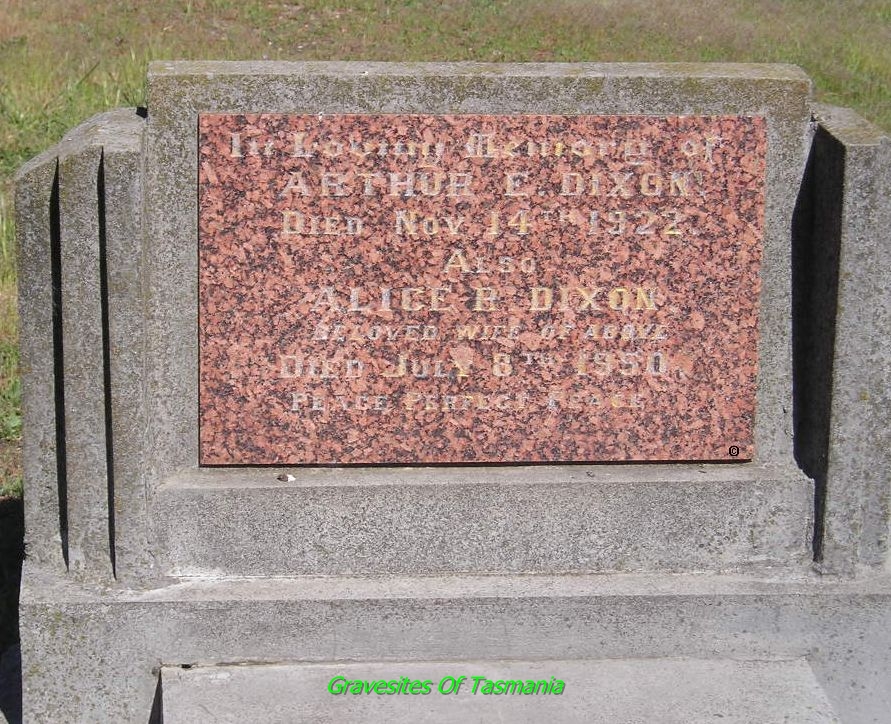 In Loving Memory of
ARTHUR E. DIXON
DIED NOV 14TH 1922.
ALSO
ALICE R DIXON
BELOVED WIFE OF ABOVE
DIED JULY 8TH 1950.
PEACE PERFECT PEACE
©
Gravesites Of Tasmania